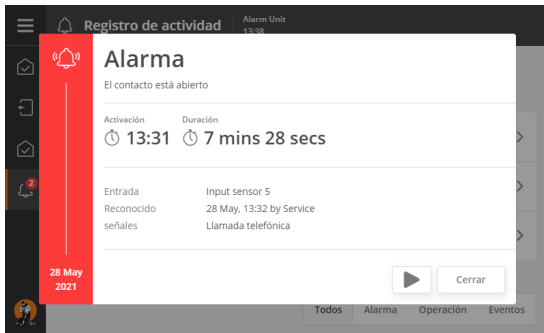 Registro de actividad
Alarm Unit
13:38
Alarma
El contacto está abierto
Activación Duración
13:31 7 mins 28 secs
Entrada Input sensor 5
Reconocido 28 May, 13:32 by Service
señales Llamada telefónica
2
28 May
2021
Cerrar
Todos Alarma Operación Eventos